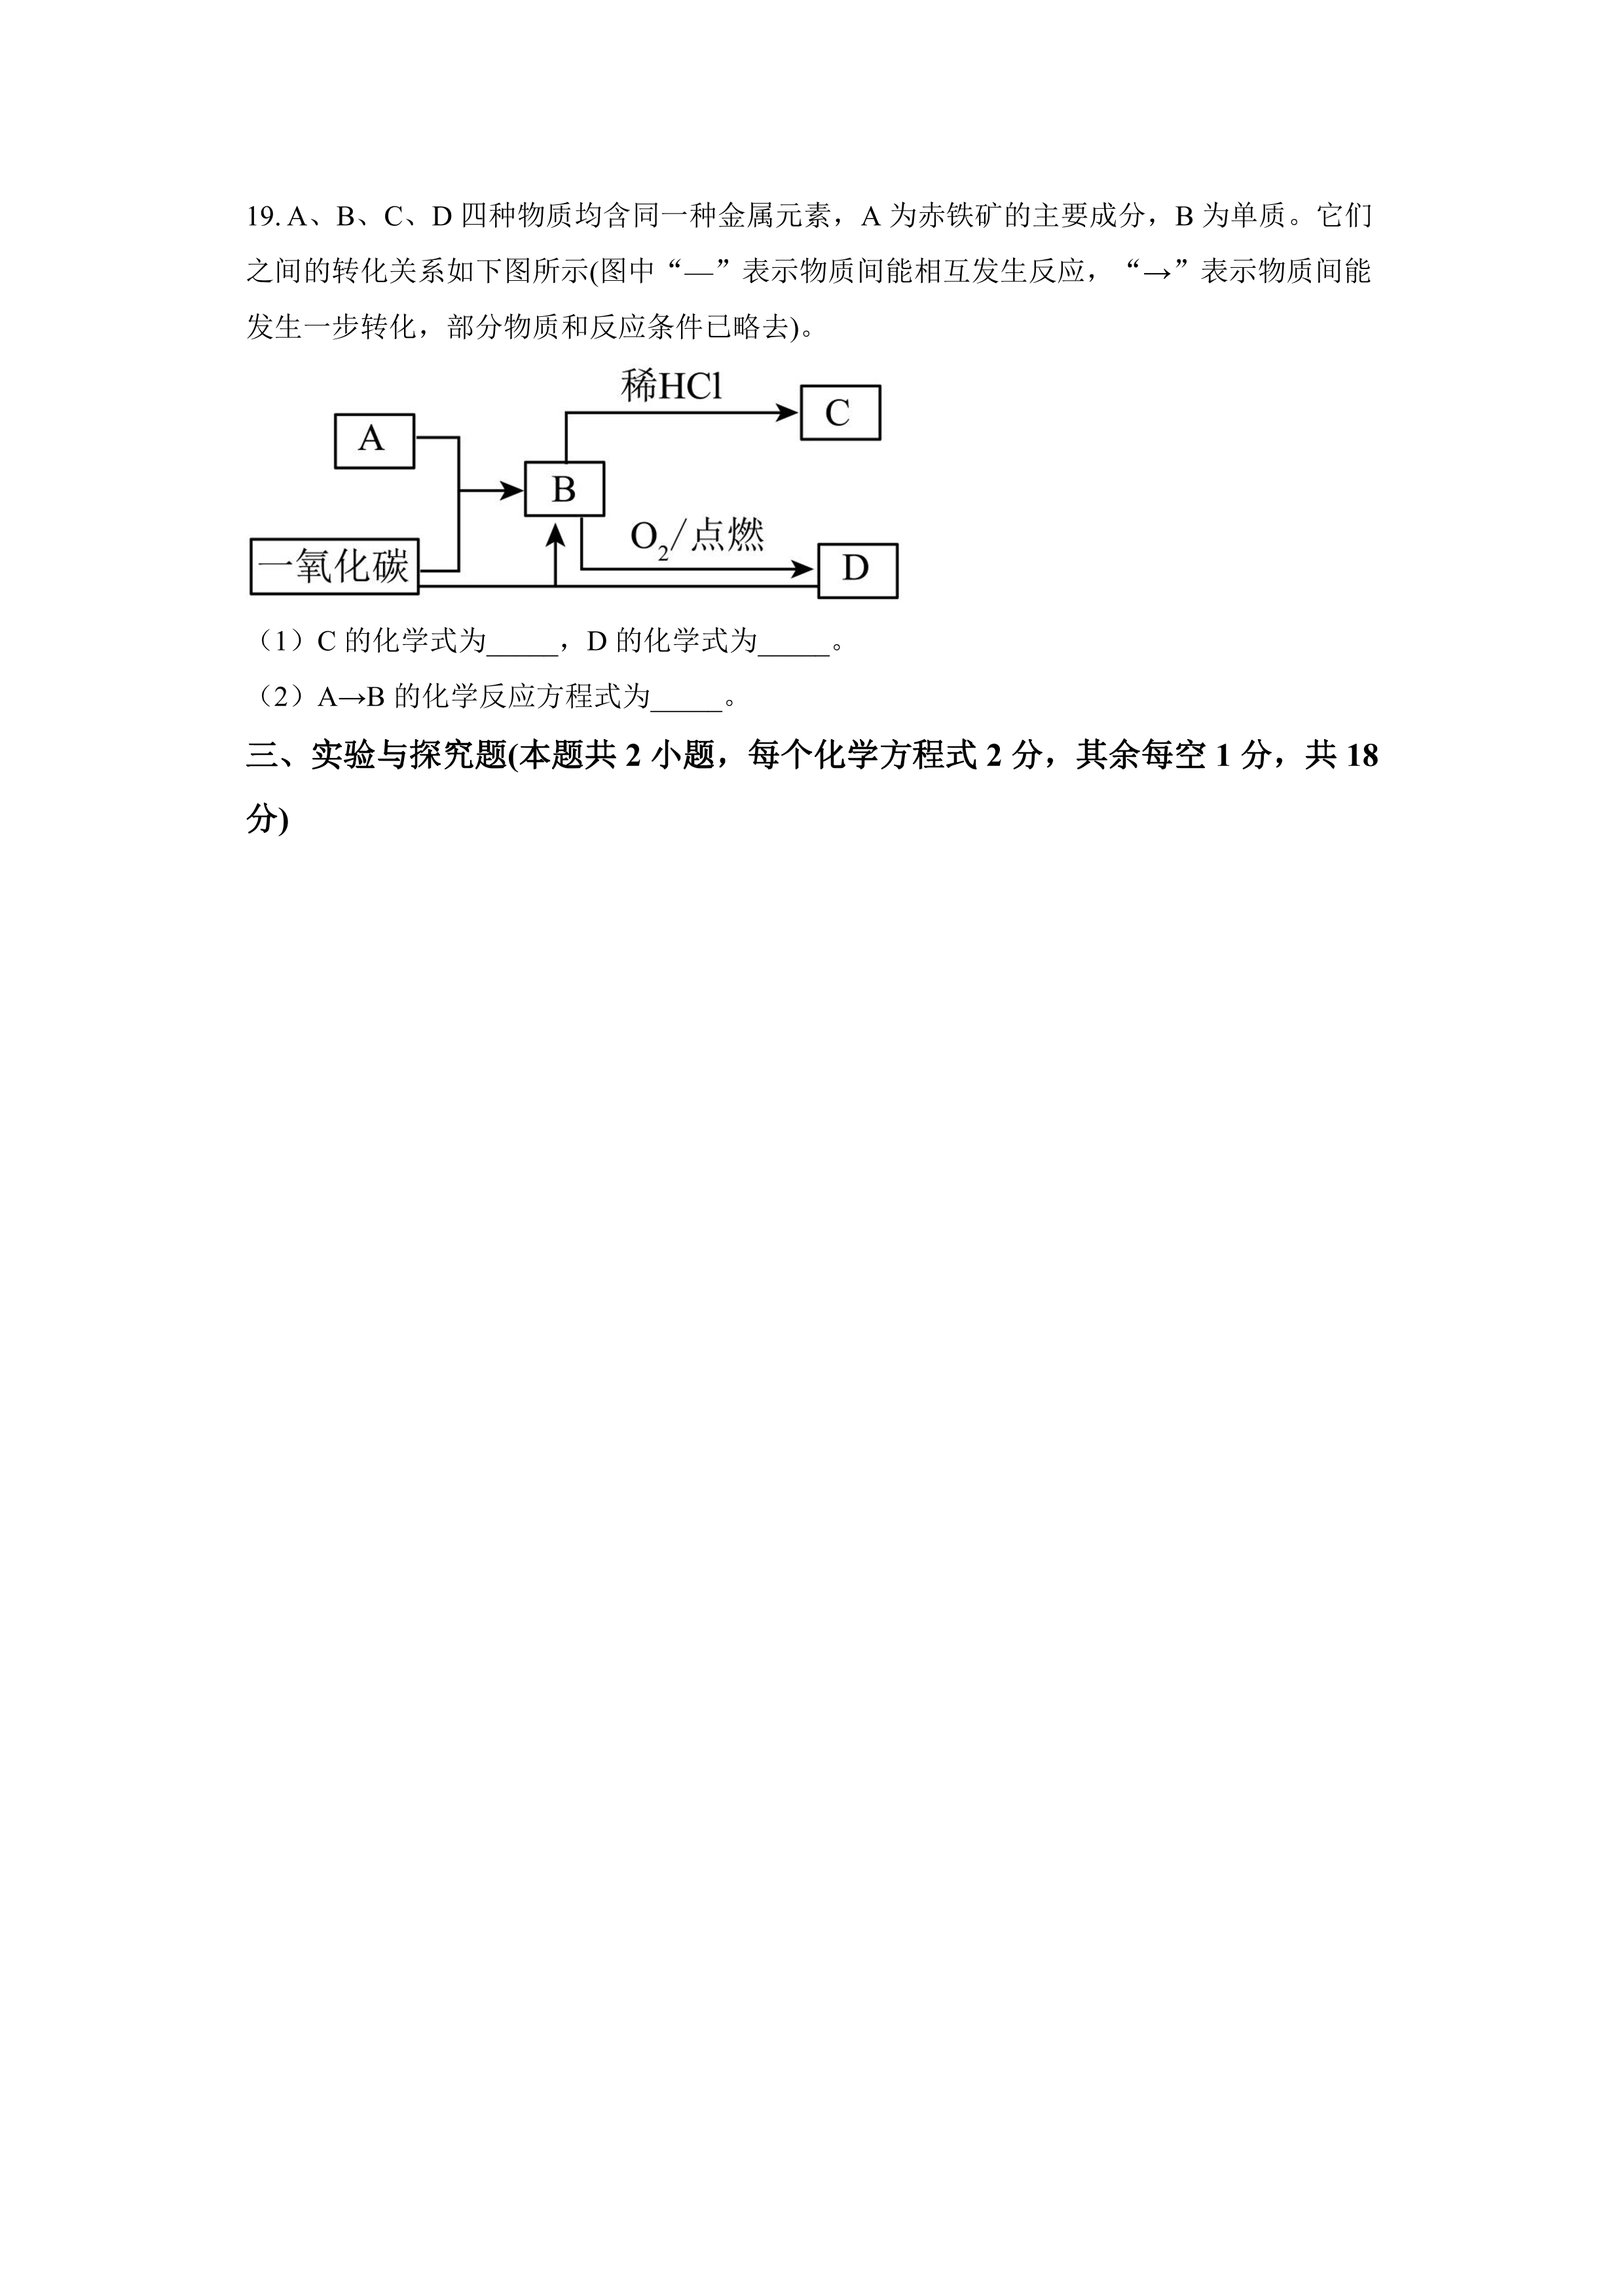 19. A、B、C、D 四种物质均含同一种金属元素，A 为赤铁矿的主要成分，B 为单质。它们
之间的转化关系如下图所示(图中“—”表示物质间能相互发生反应，“→”表示物质间能
发生一步转化，部分物质和反应条件已略去)。
稀HCl
C
A
B
O₂/点燃
一氧化碳
D
（1）C 的化学式为_____，D 的化学式为_____。
（2）A→B 的化学反应方程式为_____。
三、实验与探究题(本题共 2 小题，每个化学方程式 2 分，其余每空 1 分，共 18
分)